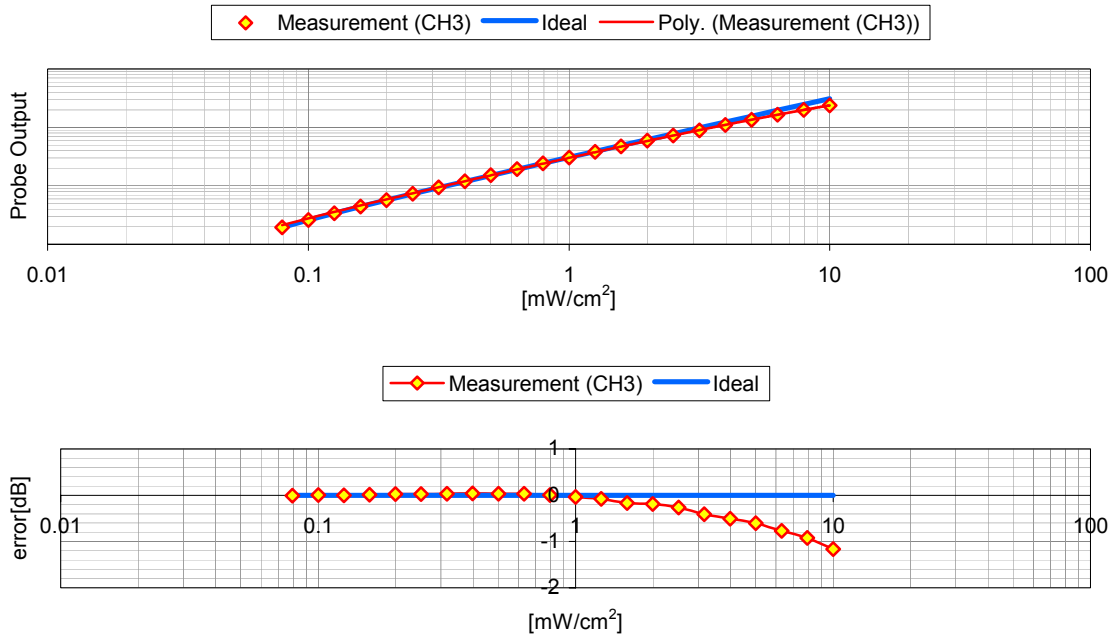 Measurement (CH3) Ideal Poly. (Measurement (CH3))
Probe Output
0.01 0.1 1 10 100
[mW/cm²]
Measurement (CH3) Ideal
error[dB]
1
0
0.01 0.1 1 10 100
-1
-2
[mW/cm²]